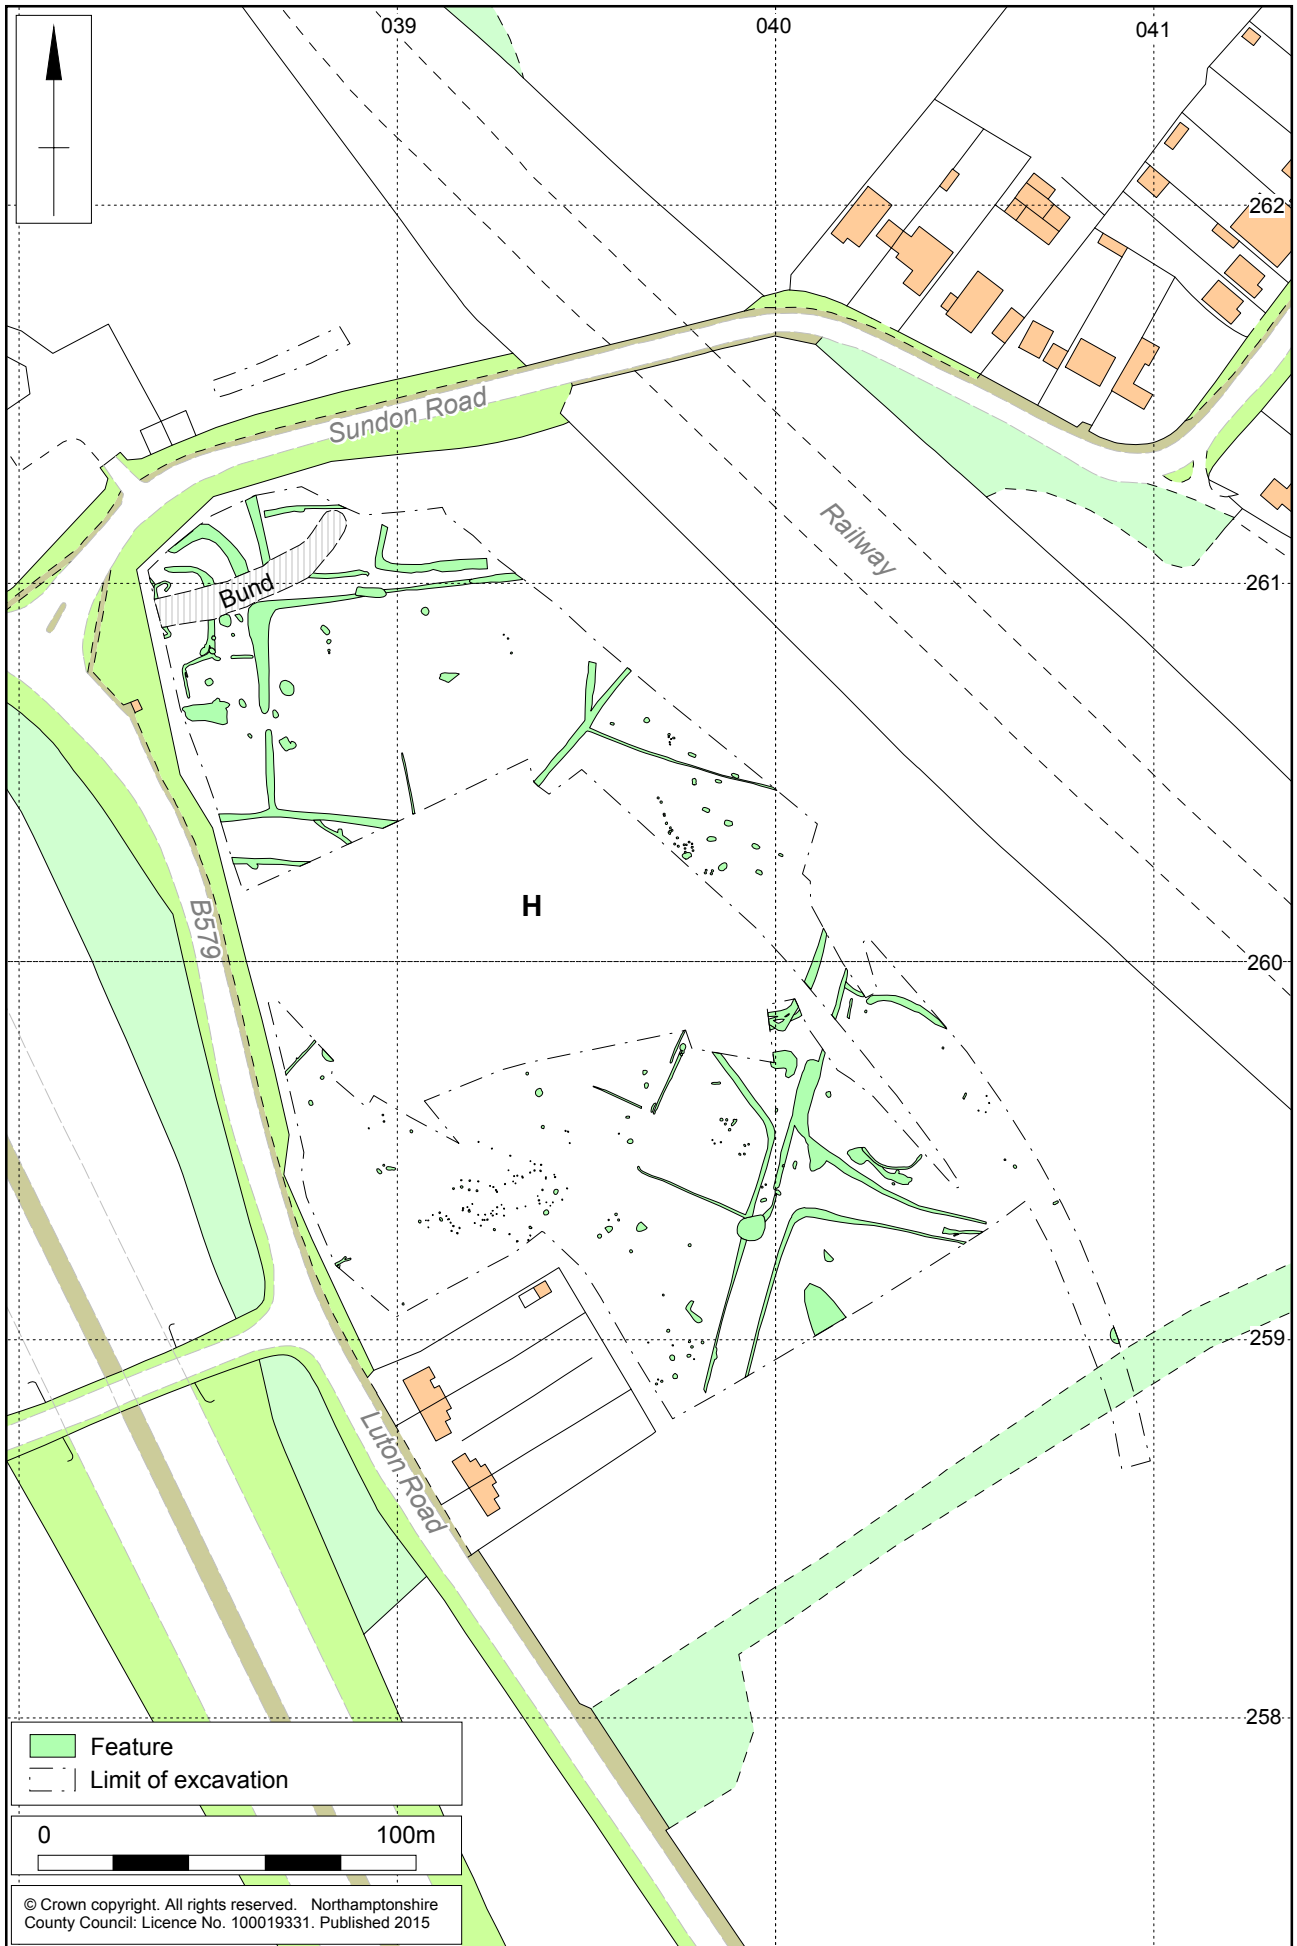 039
040
041
262
Sundon Road
Railway
261
Bund
H
B579
260
259
Luton Road
258
Feature
Limit of excavation
0 100m
© Crown copyright. All rights reserved. Northamptonshire
County Council: Licence No. 100019331. Published 2015